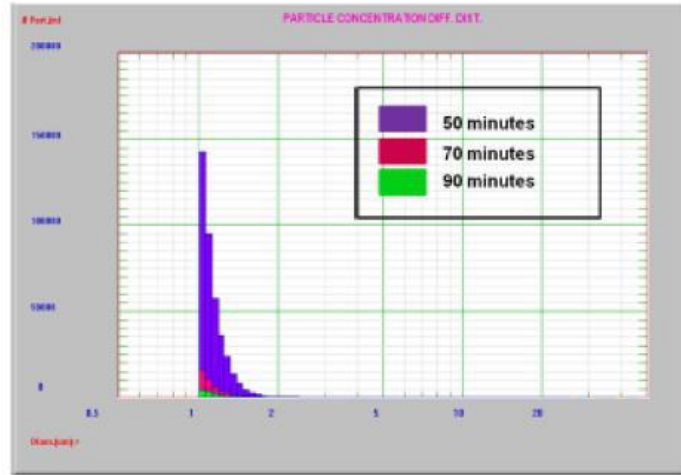 # Part./ml
PARTICLE CONCENTRATION DIFF. DIST.
200000
150000
100000
50000
0
0.5 1 2 5 10 20
50 minutes
70 minutes
90 minutes